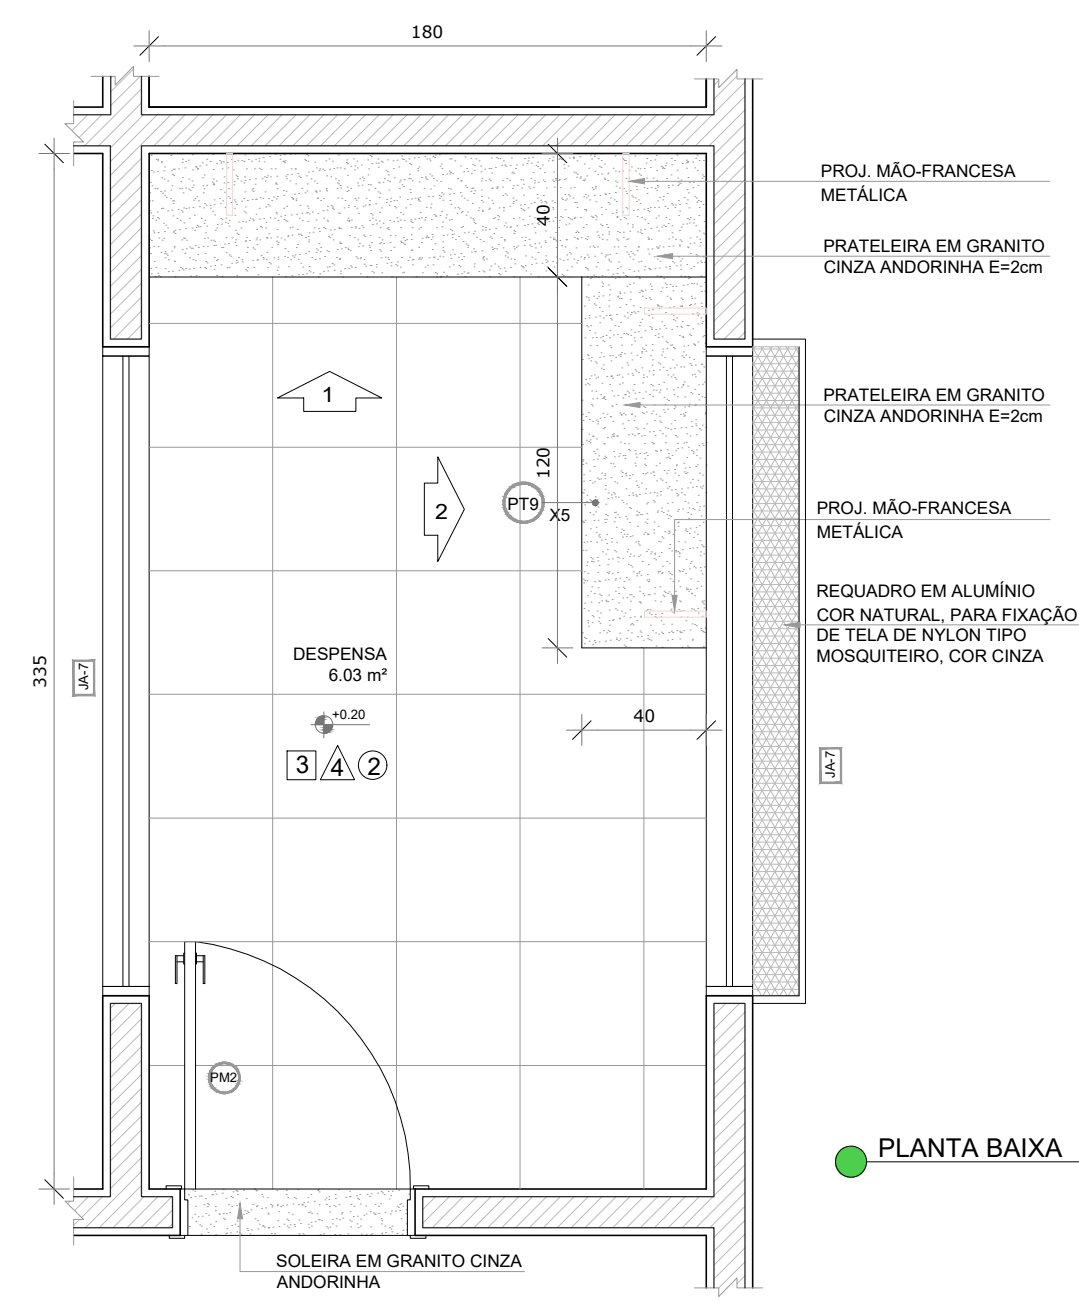 180
PROJ. MÃO-FRANCESA
METÁLICA
40
PRATELEIRA EM GRANITO
CINZA ANDORINHA E=2cm
1
PRATELEIRA EM GRANITO
CINZA ANDORINHA E=2cm
120
2
PT9
X5
PROJ. MÃO-FRANCESA
METÁLICA
REQUADRO EM ALUMÍNIO
COR NATURAL, PARA FIXAÇÃO
DE TELA DE NYLON TIPO
MOSQUITEIRO, COR CINZA
335
JA-7
DESPENSA
6.03 m²
+0.20
40
3 4 2
JA-7
PM2
PLANTA BAIXA
SOLEIRA EM GRANITO CINZA
ANDORINHA